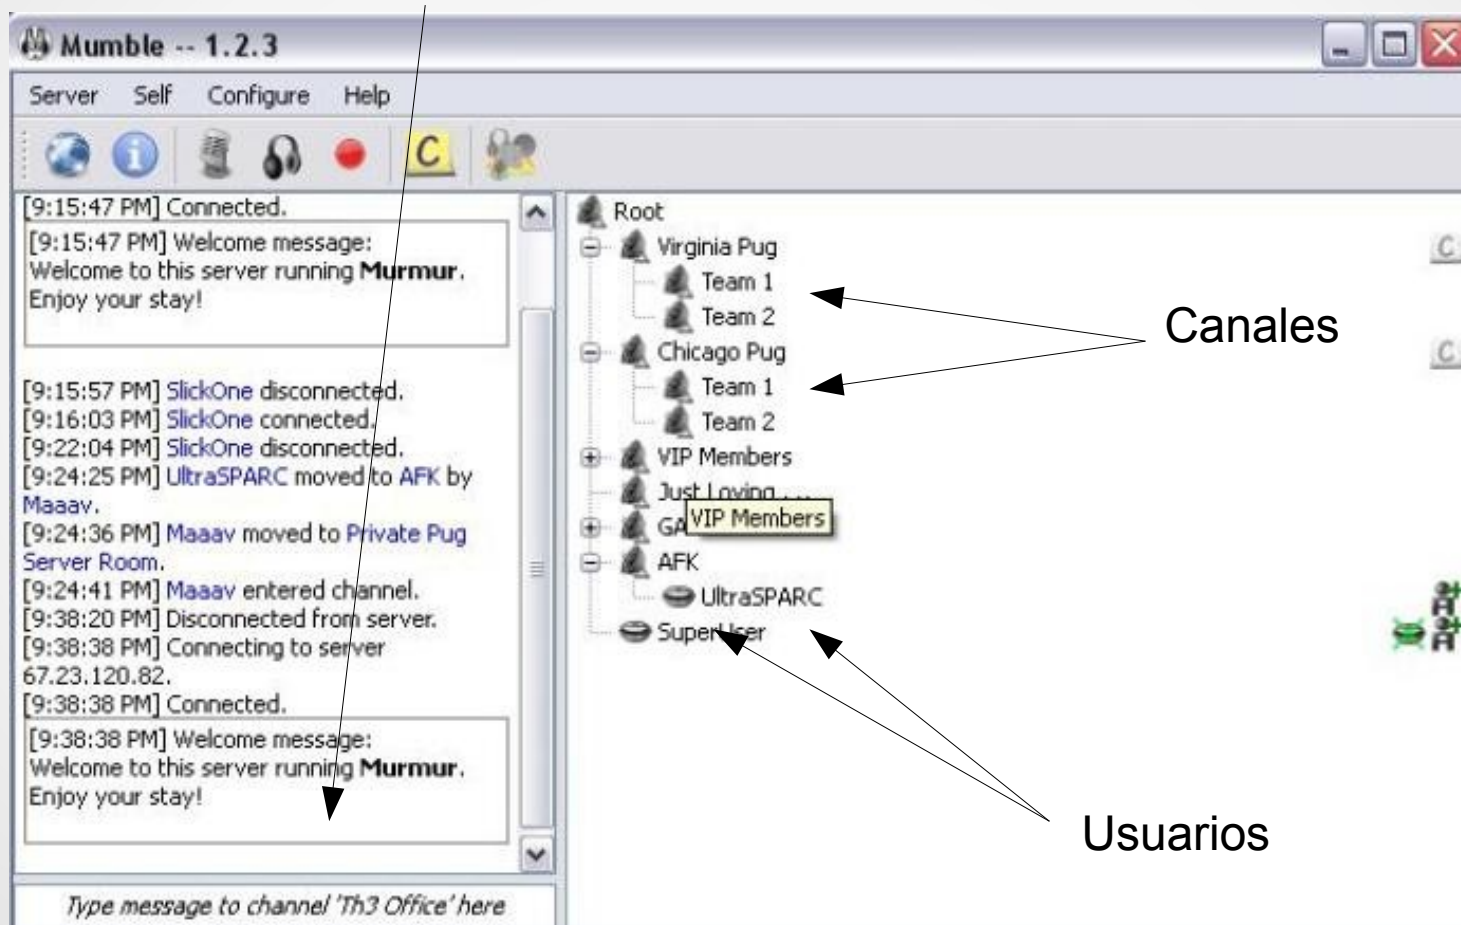 Mumble -- 1.2.3
Server Self Configure Help
C
[9:15:47 PM] Connected.
[9:15:47 PM] Welcome message:
Welcome to this server running Murmur.
Enjoy your stay!
[9:15:57 PM] SlickOne disconnected.
[9:16:03 PM] SlickOne connected.
[9:22:04 PM] SlickOne disconnected.
[9:24:25 PM] UltraSPARC moved to AFK by
Maaav.
[9:24:36 PM] Maaav moved to Private Pug
Server Room.
[9:24:41 PM] Maaav entered channel.
[9:38:20 PM] Disconnected from server.
[9:38:38 PM] Connecting to server
67.23.120.82.
[9:38:38 PM] Connected.
[9:38:38 PM] Welcome message:
Welcome to this server running Murmur.
Enjoy your stay!
Type message to channel 'Th3 Office' here
Root
Virginia Pug C
Team 1
Team 2
Chicago Pug C
Team 1
Team 2
VIP Members
Just Loving ...
GA
VIP Members
AFK
UltraSPARC
SuperUser
Canales
Usuarios